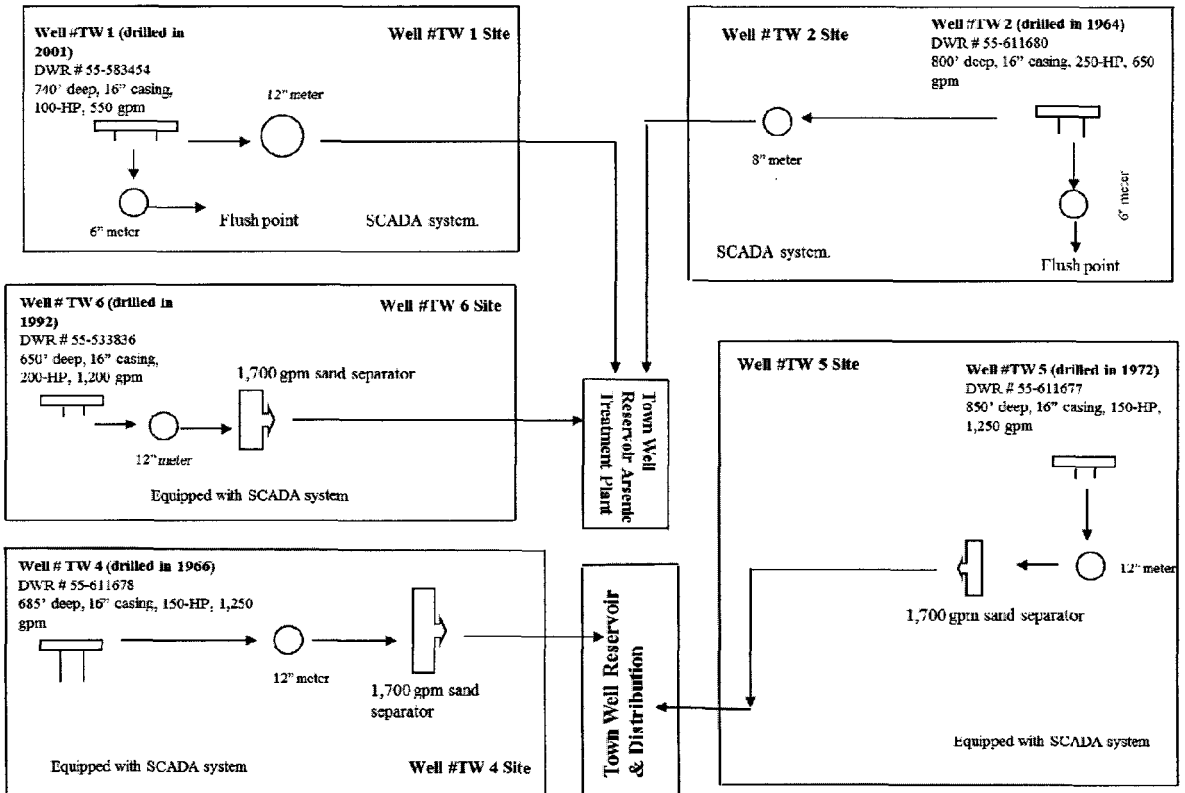 Well #TW 1 (drilled in
2001)
DWR # 55-583454
740' deep, 16" casing,
100-HP, 550 gpm
Well #TW 1 Site
12" meter
6" meter
Flush point
SCADA system.
Well #TW 2 Site
Well #TW 2 (drilled in 1964)
DWR # 55-611680
800' deep, 16" casing, 250-HP, 650
gpm
8" meter
6" meter
SCADA system.
Flush point
Well # TW 6 (drilled in
1992)
DWR # 55-533836
650' deep, 16" casing,
200-HP, 1,200 gpm
Well #TW 6 Site
1,700 gpm sand separator
12" meter
Equipped with SCADA system
Town Well
Reservoir Arsenic
Treatment Plant
Well #TW 5 Site
Well #TW 5 (drilled in 1972)
DWR # 55-611677
850' deep, 16" casing, 150-HP,
1,250 gpm
12" meter
1,700 gpm sand separator
Equipped with SCADA system
Well # TW 4 (drilled in 1966)
DWR # 55-611678
685' deep, 16" casing, 150-HP, 1,250
gpm
12" meter
1,700 gpm sand
separator
Equipped with SCADA system
Well #TW 4 Site
Town Well Reservoir
& Distribution